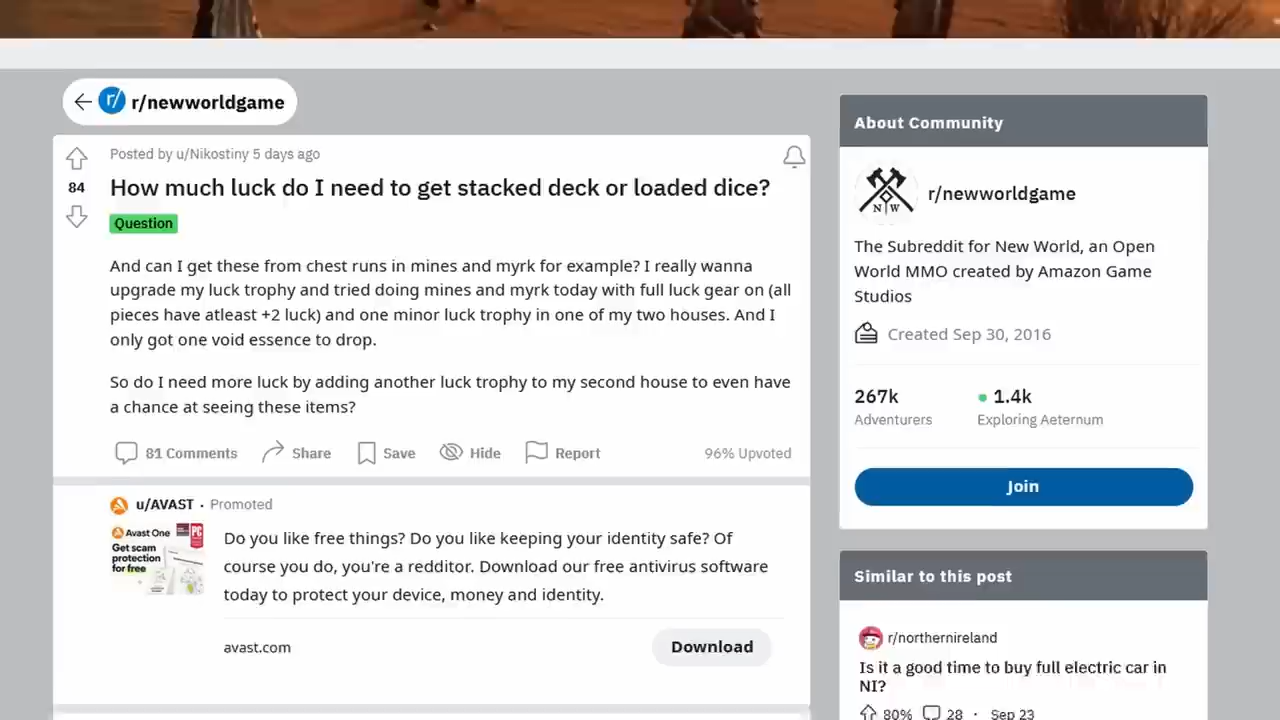 r/newworldgame
Posted by u/Nikostiny 5 days ago
84
How much luck do I need to get stacked deck or loaded dice?
Question
And can I get these from chest runs in mines and myrk for example? I really wanna
upgrade my luck trophy and tried doing mines and myrk today with full luck gear on (all
pieces have atleast +2 luck) and one minor luck trophy in one of my two houses. And I
only got one void essence to drop.
So do I need more luck by adding another luck trophy to my second house to even have
a chance at seeing these items?
81 Comments
Share
Save
Hide
Report
96% Upvoted
u/AVAST · Promoted
Avast One
PC
Get scam
protection
for free
Do you like free things? Do you like keeping your identity safe? Of
course you do, you're a redditor. Download our free antivirus software
today to protect your device, money and identity.
avast.com
Download
About Community
N W
r/newworldgame
The Subreddit for New World, an Open
World MMO created by Amazon Game
Studios
Created Sep 30, 2016
267k
1.4k
Adventurers
Exploring Aeternum
Join
Similar to this post
r/northernireland
Is it a good time to buy full electric car in
NI?
80% 28 · Sep 23